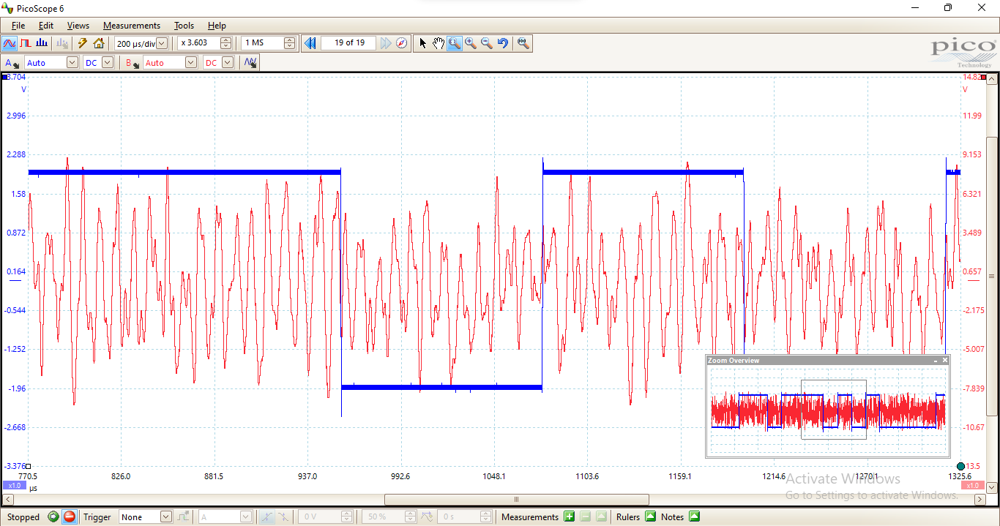 PicoScope 6
File Edit Views Measurements Tools Help
200 µs/div x 3.603 1 MS 19 of 19
pico
Technology
A Auto DC B Auto DC
3.704 14.82
V V
2.996 11.99
2.288 9.153
1.58 6.321
0.872 3.489
0.164 0.657
-0.544 -2.175
-1.252 -5.007
Zoom Overview
-1.96 -7.839
-2.668 -10.67
-3.376 -13.5
770.5 826.0 881.5 937.0 992.6 1048.1 1103.6 1159.1 1214.6 1270.1 1325.6
x1.0 µs x1.0
Activate Windows
Go to Settings to activate Windows.
Stopped Trigger None A 0 V 50 % 0 s Measurements Rulers Notes